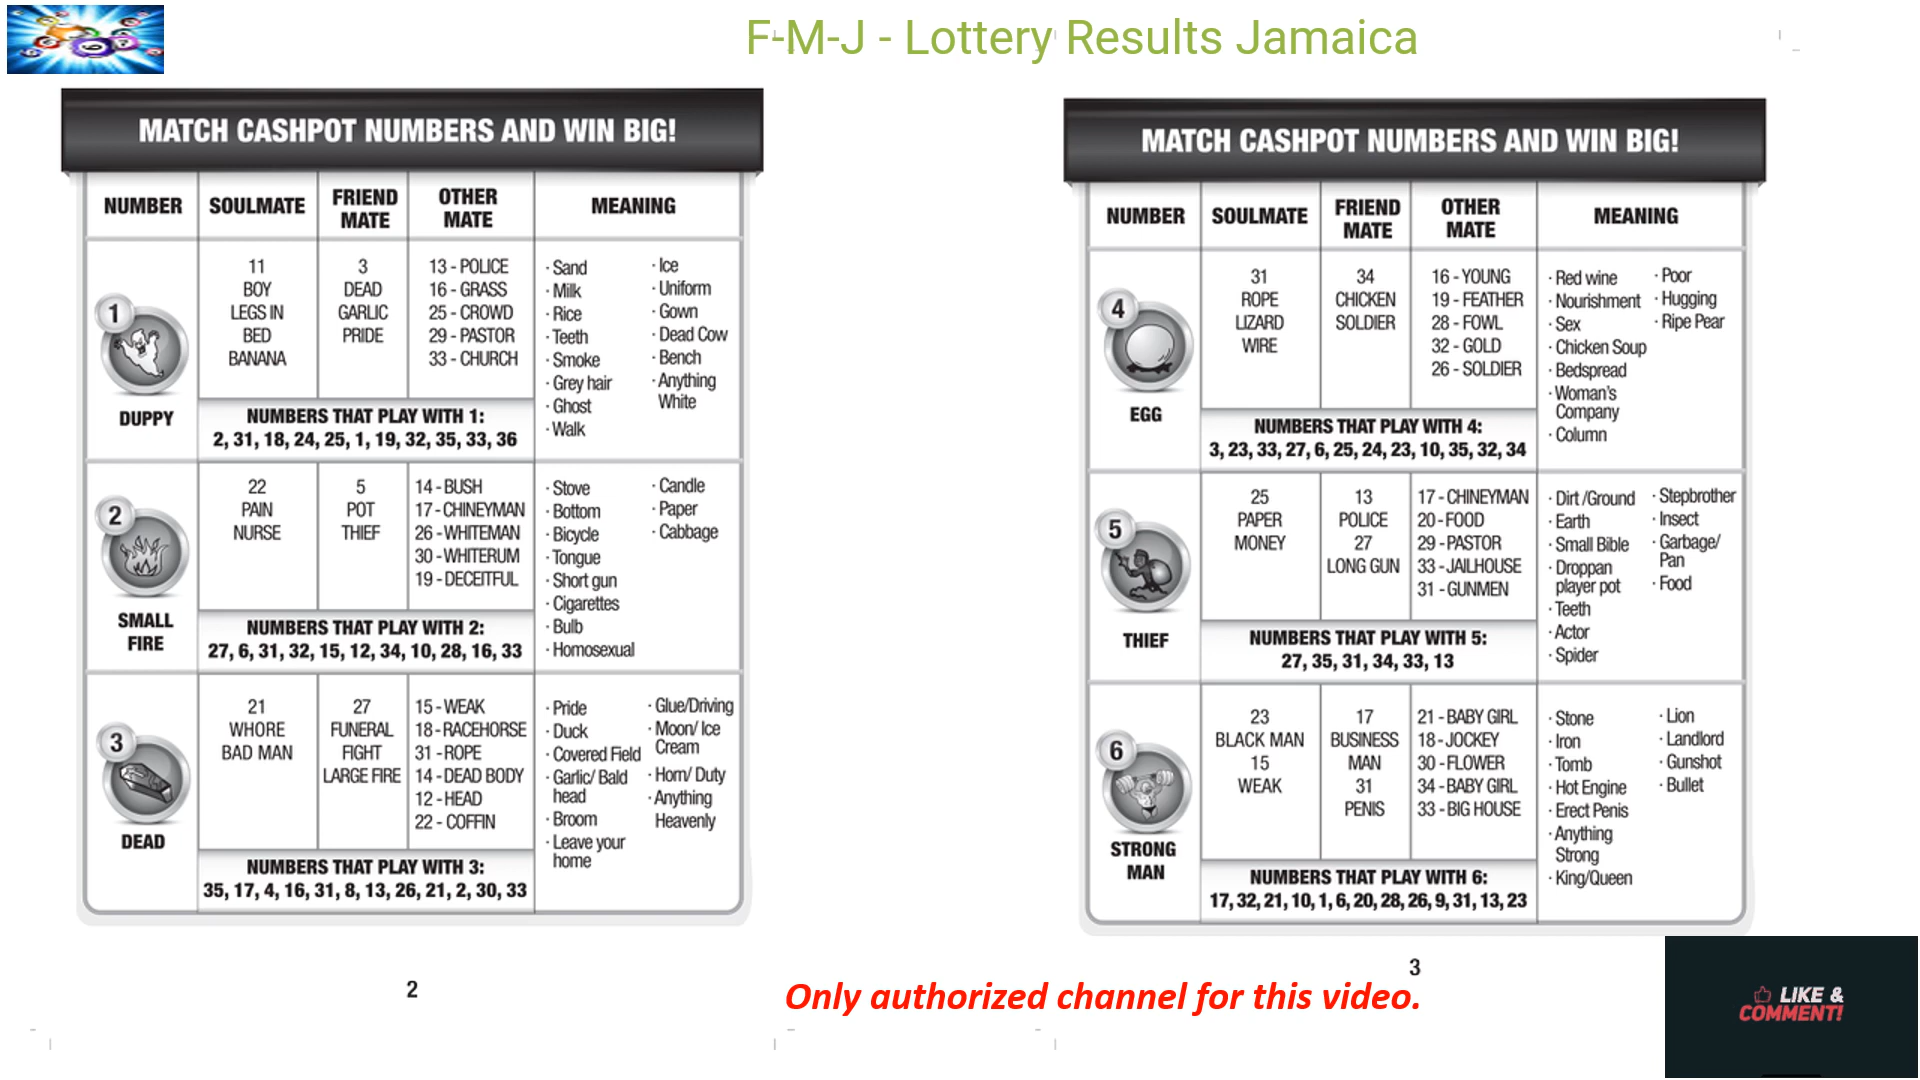 F-M-J - Lottery Results Jamaica
MATCH CASHPOT NUMBERS AND WIN BIG!
NUMBER
SOULMATE
FRIEND
MATE
OTHER
MATE
MEANING
1
DUPPY
11
BOY
LEGS IN
BED
BANANA
3
DEAD
GARLIC
PRIDE
13 - POLICE
16 - GRASS
25 - CROWD
29 - PASTOR
33 - CHURCH
NUMBERS THAT PLAY WITH 1:
2, 31, 18, 24, 25, 1, 19, 32, 35, 33, 36
· Sand
· Milk
· Rice
· Teeth
· Smoke
· Grey hair
· Ghost
· Walk
· Ice
· Uniform
· Gown
· Dead Cow
· Bench
· Anything
White
2
SMALL
FIRE
22
PAIN
NURSE
5
POT
THIEF
14 - BUSH
17 - CHINEYMAN
26 - WHITEMAN
30 - WHITERUM
19 - DECEITFUL
NUMBERS THAT PLAY WITH 2:
27, 6, 31, 32, 15, 12, 34, 10, 28, 16, 33
· Stove
· Bottom
· Bicycle
· Tongue
· Short gun
· Cigarettes
· Bulb
· Homosexual
· Candle
· Paper
· Cabbage
3
DEAD
21
WHORE
BAD MAN
27
FUNERAL
FIGHT
LARGE FIRE
15 - WEAK
18 - RACEHORSE
31 - ROPE
14 - DEAD BODY
12 - HEAD
22 - COFFIN
NUMBERS THAT PLAY WITH 3:
35, 17, 4, 16, 31, 8, 13, 26, 21, 2, 30, 33
· Pride
· Duck
· Covered Field
· Garlic/ Bald
head
· Broom
· Leave your
home
· Glue/Driving
· Moon/ Ice
Cream
· Horn/ Duty
· Anything
Heavenly
2
MATCH CASHPOT NUMBERS AND WIN BIG!
NUMBER
SOULMATE
FRIEND
MATE
OTHER
MATE
MEANING
4
EGG
31
ROPE
LIZARD
WIRE
34
CHICKEN
SOLDIER
16 - YOUNG
19 - FEATHER
28 - FOWL
32 - GOLD
26 - SOLDIER
NUMBERS THAT PLAY WITH 4:
3, 23, 33, 27, 6, 25, 24, 23, 10, 35, 32, 34
· Red wine
· Nourishment
· Sex
· Chicken Soup
· Bedspread
· Woman's
Company
· Column
· Poor
· Hugging
· Ripe Pear
5
THIEF
25
PAPER
MONEY
13
POLICE
27
LONG GUN
17 - CHINEYMAN
20 - FOOD
29 - PASTOR
33 - JAILHOUSE
31 - GUNMEN
NUMBERS THAT PLAY WITH 5:
27, 35, 31, 34, 33, 13
· Dirt /Ground
· Earth
· Small Bible
· Droppan
player pot
· Teeth
· Actor
· Spider
· Stepbrother
· Insect
· Garbage/
Pan
· Food
6
STRONG
MAN
23
BLACK MAN
15
WEAK
17
BUSINESS
MAN
31
PENIS
21 - BABY GIRL
18 - JOCKEY
30 - FLOWER
34 - BABY GIRL
33 - BIG HOUSE
NUMBERS THAT PLAY WITH 6:
17, 32, 21, 10, 1, 6, 20, 28, 26, 9, 31, 13, 23
· Stone
· Iron
· Tomb
· Hot Engine
· Erect Penis
· Anything
Strong
· King/Queen
· Lion
· Landlord
· Gunshot
· Bullet
3
Only authorized channel for this video.
LIKE &
COMMENT!